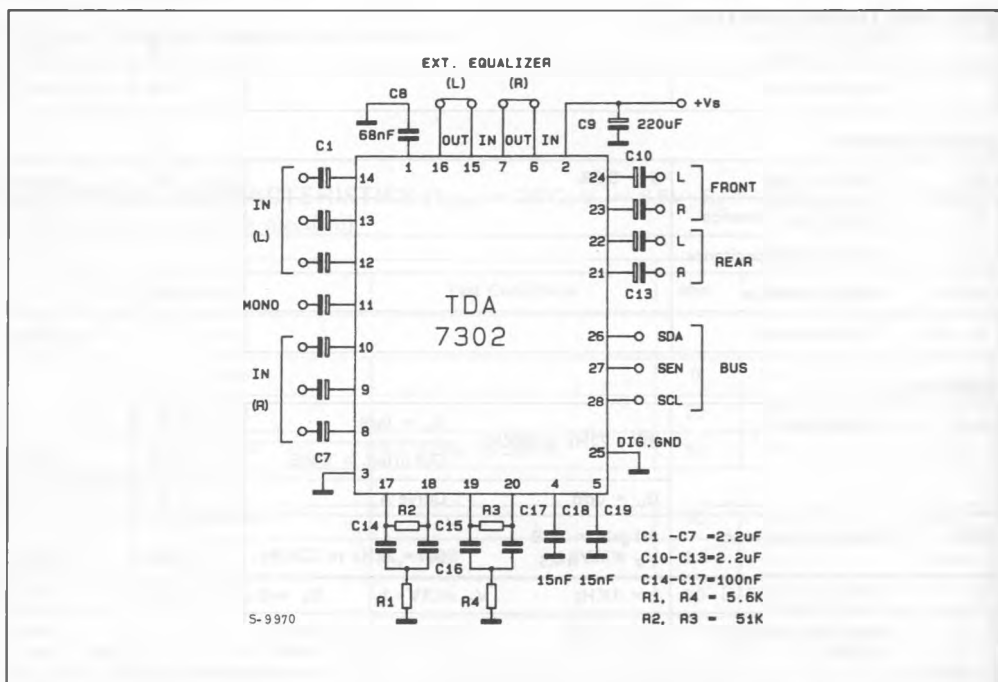 EXT. EQUALIZER
(L) (R)
C8
68nF
OUT IN OUT IN
C9
220uF
+Vs
1 16 15 7 6 2
C1
C10
14
13
12
11
10
9
8
3
IN
(L)
MONO
IN
(R)
C7
TDA
7302
24 L
23 R
FRONT
22 L
21 R
REAR
C13
26 SDA
27 SEN
28 SCL
BUS
DIG.GND
25
17 18 19 20 4 5
R2 R3 C17 C18 C19
C14 C15
C16
15nF 15nF
R1 R4
C1 -C7 =2.2uF
C10-C13=2.2uF
C14-C17=100nF
R1, R4 = 5.6K
R2, R3 = 51K
S-9970